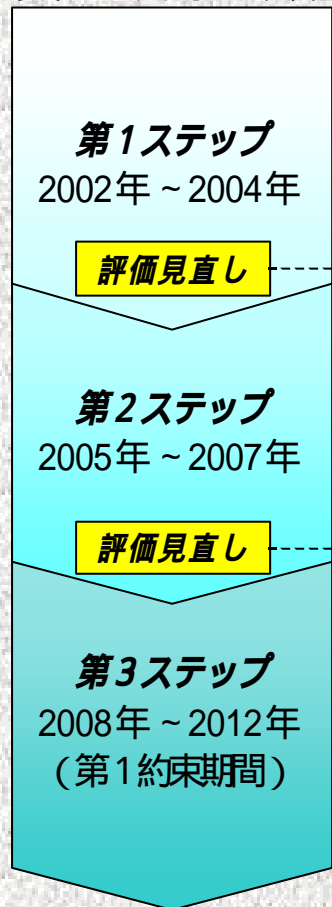 第1ステップ
2002年~2004年
評価見直し
第2ステップ
2005年~2007年
評価見直し
第3ステップ
2008年~2012年
(第1約束期間)